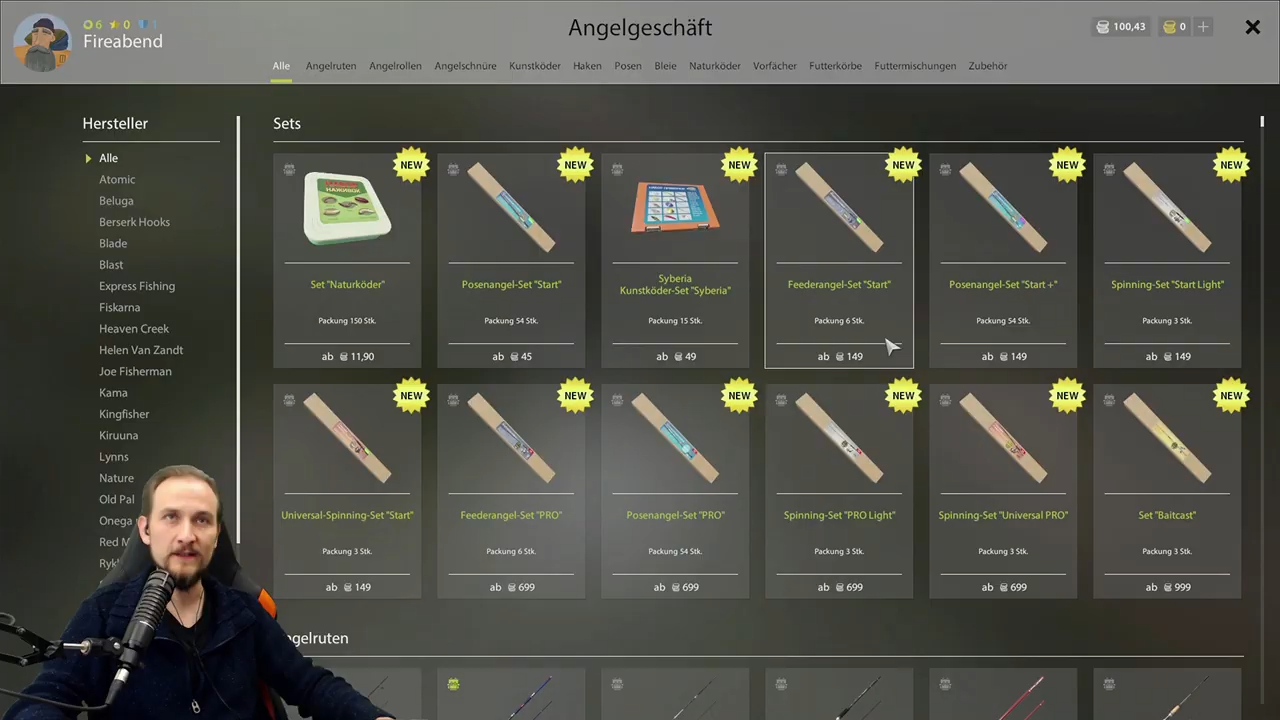 6 0 1
Fireabend
Angelgeschäft
100,43 0
Alle Angelruten Angelrollen Angelschnüre Kunstköder Haken Posen Bleie Naturköder Vorfächer Futterkörbe Futtermischungen Zubehör
Hersteller
Alle
Atomic
Beluga
Berserk Hooks
Blade
Blast
Express Fishing
Fiskarna
Heaven Creek
Helen Van Zandt
Joe Fisherman
Kama
Kingfisher
Kiruuna
Lynns
Nature
Old Pal
Onega
Red M
Ryk
Sets
NEW NEW NEW NEW NEW NEW
Set "Naturköder"
Packung 150 Stk.
ab 11,90
Posenangel-Set "Start"
Packung 54 Stk.
ab 45
Syberia
Kunstköder-Set "Syberia"
Packung 15 Stk.
ab 49
Feederangel-Set "Start"
Packung 6 Stk.
ab 149
Posenangel-Set "Start +"
Packung 54 Stk.
ab 149
Spinning-Set "Start Light"
Packung 3 Stk.
ab 149
NEW NEW NEW NEW NEW NEW
Universal-Spinning-Set "Start"
Packung 3 Stk.
ab 149
Feederangel-Set "PRO"
Packung 6 Stk.
ab 699
Posenangel-Set "PRO"
Packung 54 Stk.
ab 699
Spinning-Set "PRO Light"
Packung 3 Stk.
ab 699
Spinning-Set "Universal PRO"
Packung 3 Stk.
ab 699
Set "Baitcast"
Packung 3 Stk.
ab 999
ngelruten